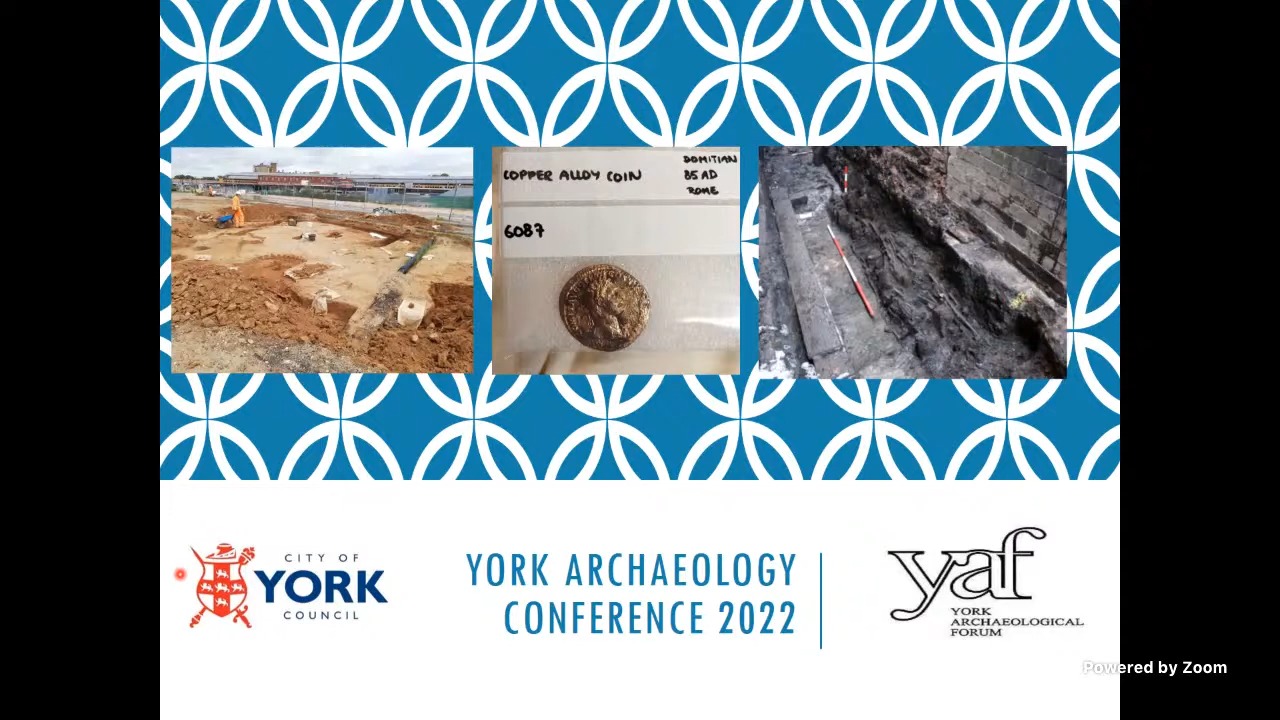 COPPER ALLOY COIN
DOMITIAN
85 AD
ROME
6087
CITY OF
YORK
COUNCIL
YORK ARCHAEOLOGY
CONFERENCE 2022
yaf
YORK
ARCHAEOLOGICAL
FORUM
Powered by Zoom